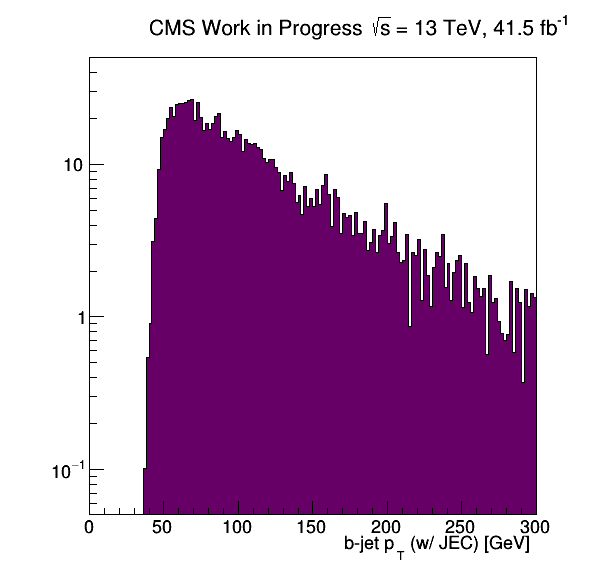 CMS Work in Progress √s = 13 TeV, 41.5 fb⁻¹
10
1
10⁻¹
0 50 100 150 200 250 300
b-jet p_T (w/ JEC) [GeV]